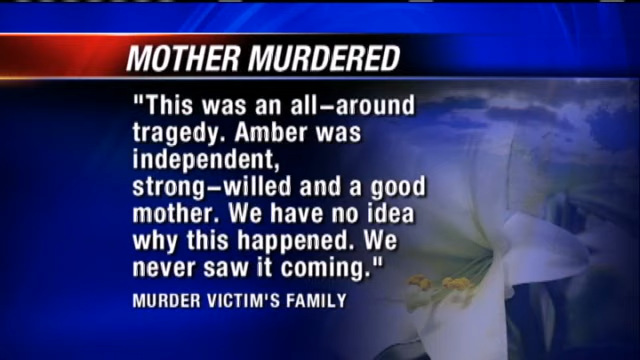 MOTHER MURDERED
"This was an all-around
tragedy. Amber was
independent,
strong-willed and a good
mother. We have no idea
why this happened. We
never saw it coming."
MURDER VICTIM'S FAMILY